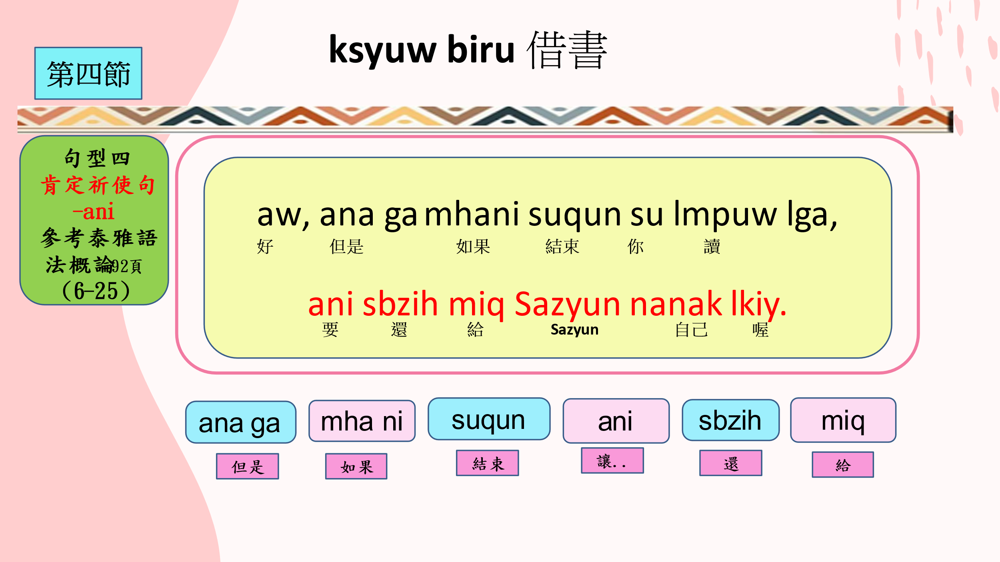 ksyuw biru 借書
第四節
句型四
肯定祈使句
-ani
參考泰雅語
法概論92頁
(6-25)
aw, ana ga mhani suqun su lmpuw lga,
好 但是 如果 結束 你 讀
ani sbzih miq Sazyun nanak lkiy.
要 還 給 Sazyun 自己 喔
ana ga mha ni suqun ani sbzih miq
但是 如果 結束 讓.. 還 給